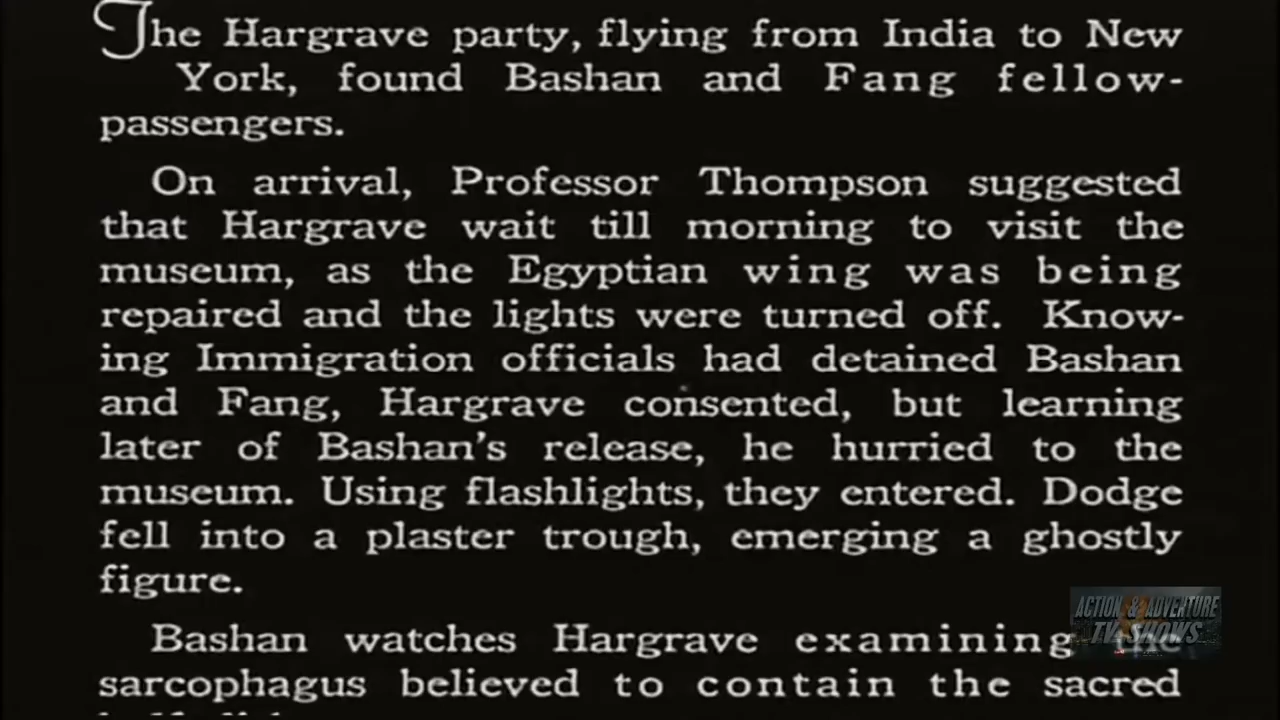 The Hargrave party, flying from India to New
York, found Bashan and Fang fellow-
passengers.
On arrival, Professor Thompson suggested
that Hargrave wait till morning to visit the
museum, as the Egyptian wing was being
repaired and the lights were turned off. Know-
ing Immigration officials had detained Bashan
and Fang, Hargrave consented, but learning
later of Bashan's release, he hurried to the
museum. Using flashlights, they entered. Dodge
fell into a plaster trough, emerging a ghostly
figure.
Bashan watches Hargrave examining the
sarcophagus believed to contain the sacred
ACTION & ADVENTURE
TV SHOWS